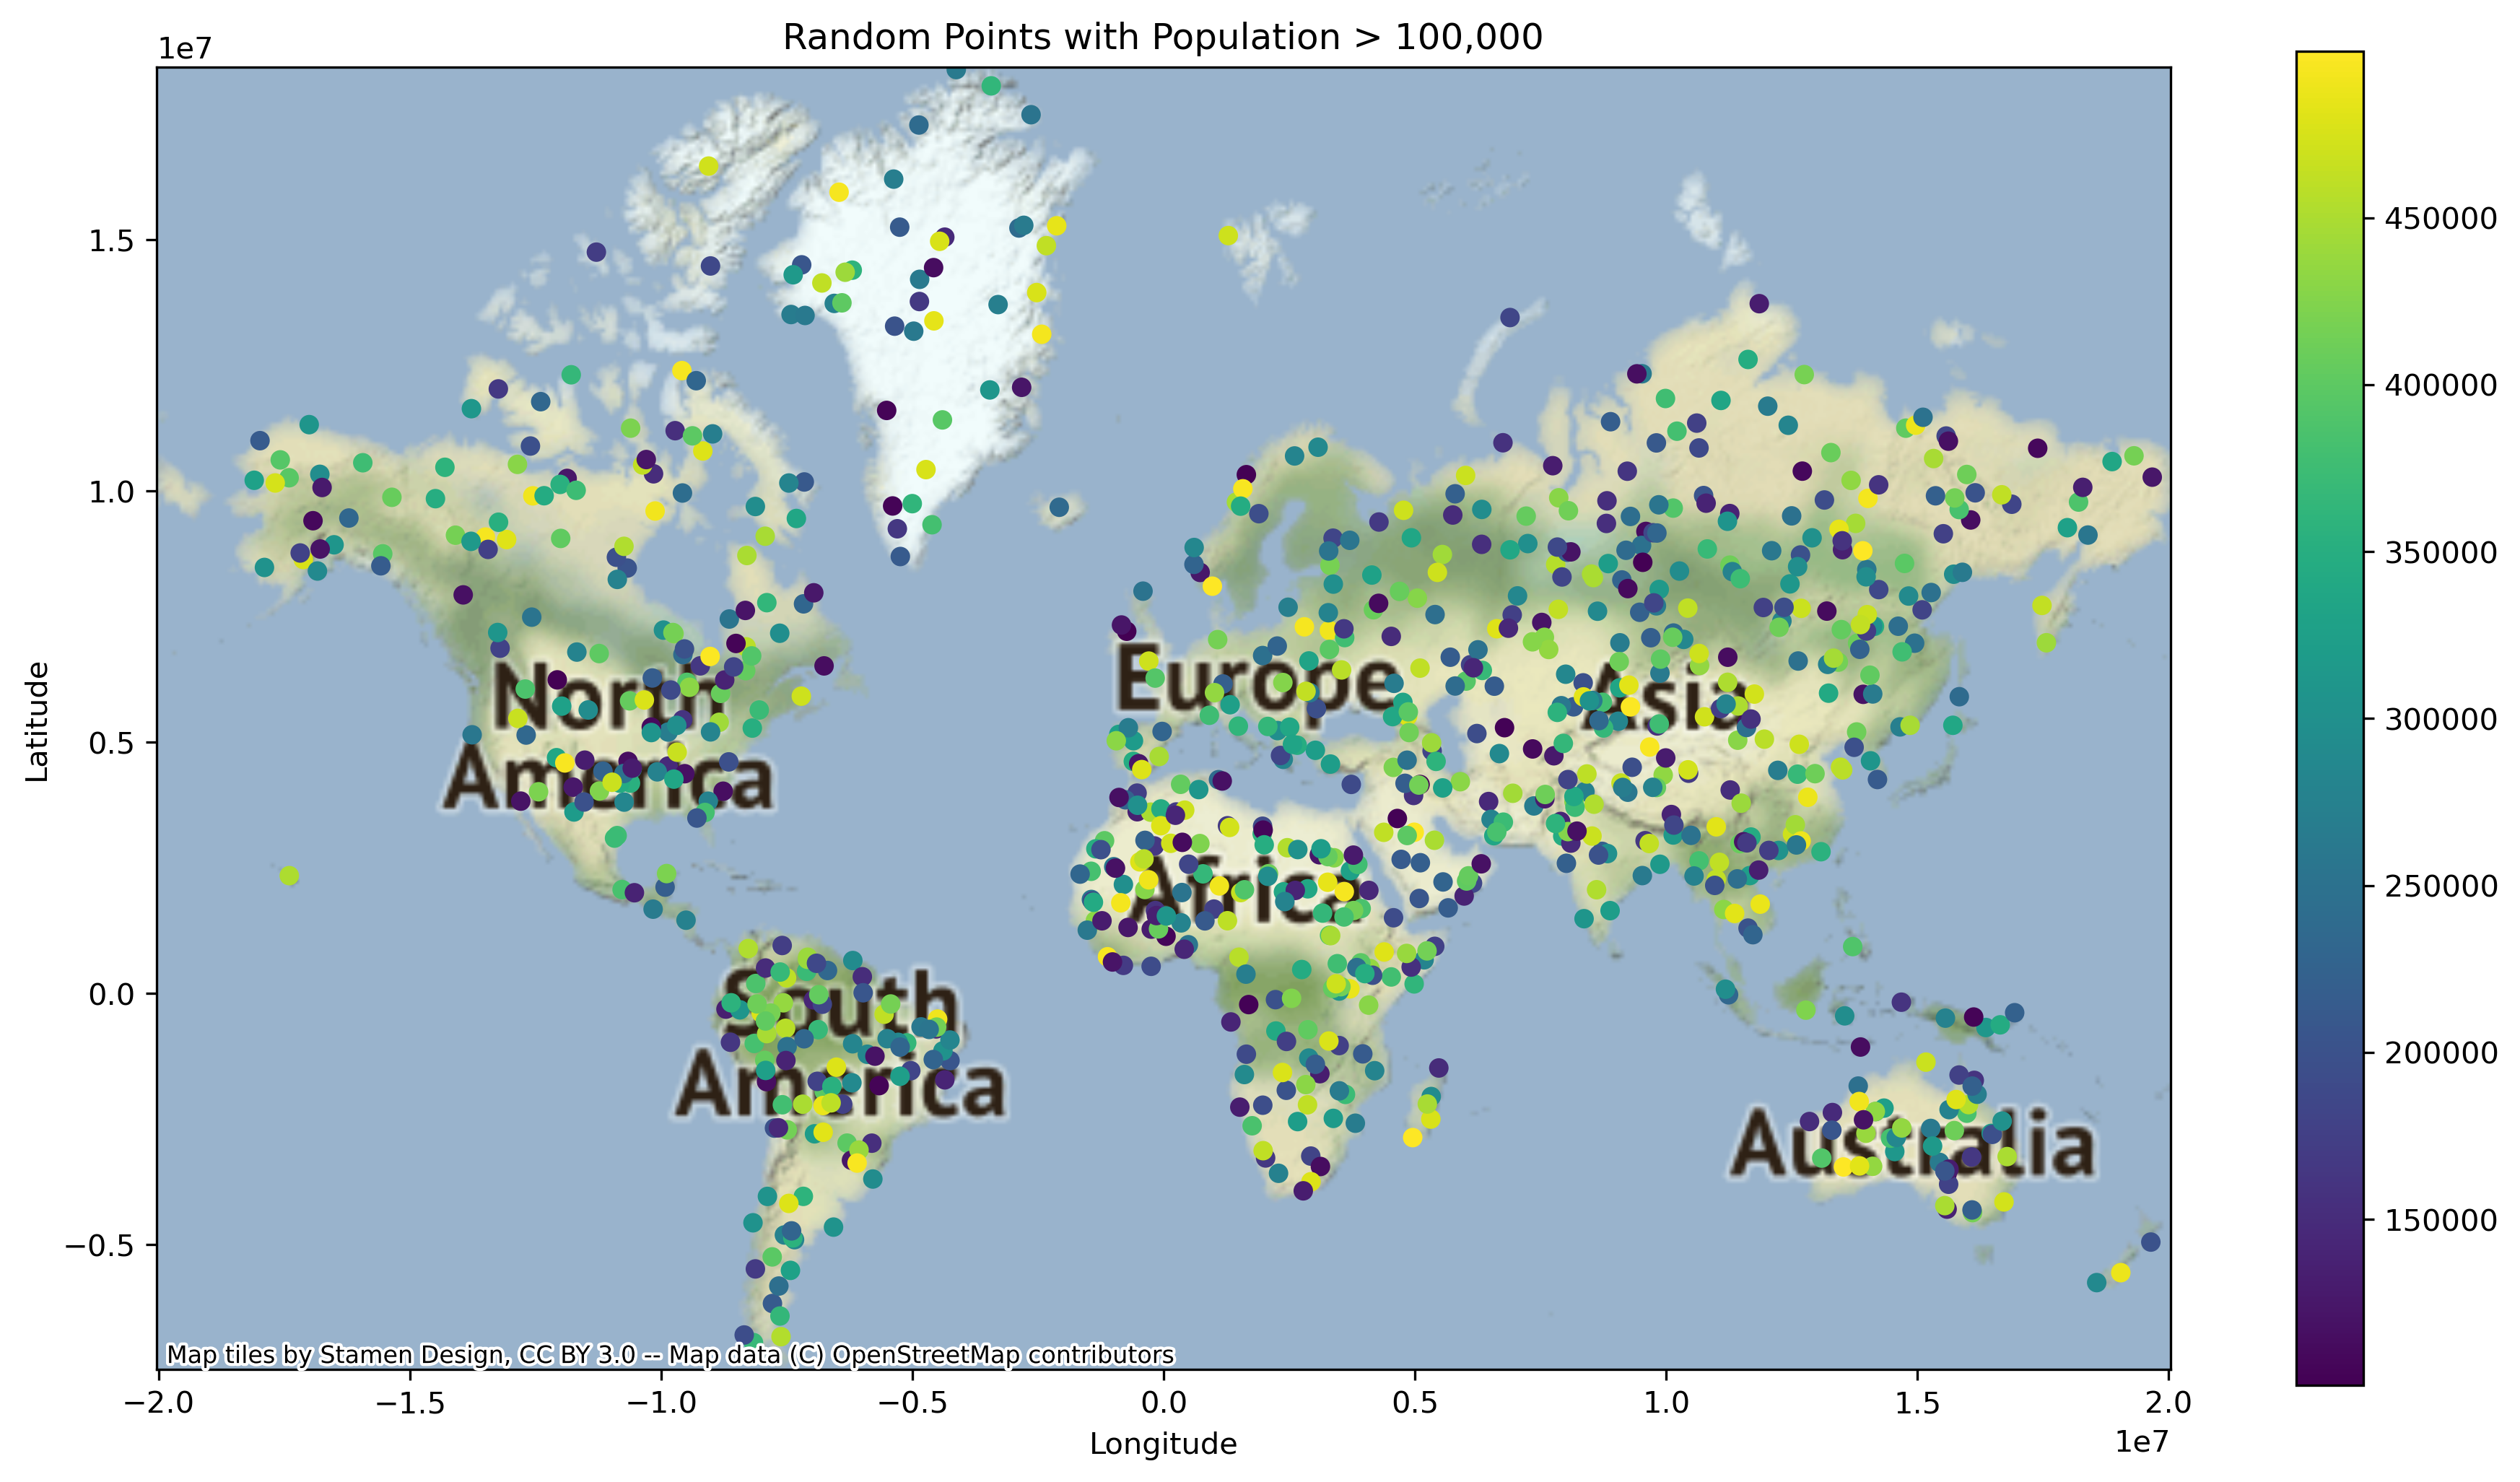 Random Points with Population > 100,000
1e7
1.5
1.0
0.5
0.0
−0.5
Latitude
North
America
Europe
Asia
Africa
South
America
Australia
Map tiles by Stamen Design, CC BY 3.0 -- Map data (C) OpenStreetMap contributors
−2.0 −1.5 −1.0 −0.5 0.0 0.5 1.0 1.5 2.0
1e7
Longitude
450000
400000
350000
300000
250000
200000
150000